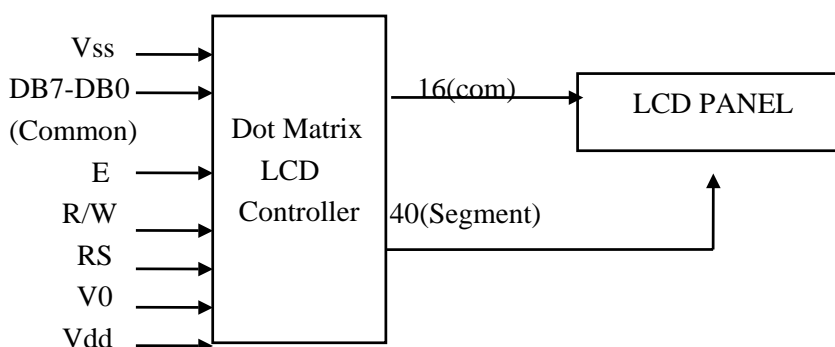 Vss
DB7-DB0
(Common)
E
R/W
RS
V0
Vdd
Dot Matrix
LCD
Controller
16(com)
40(Segment)
LCD PANEL